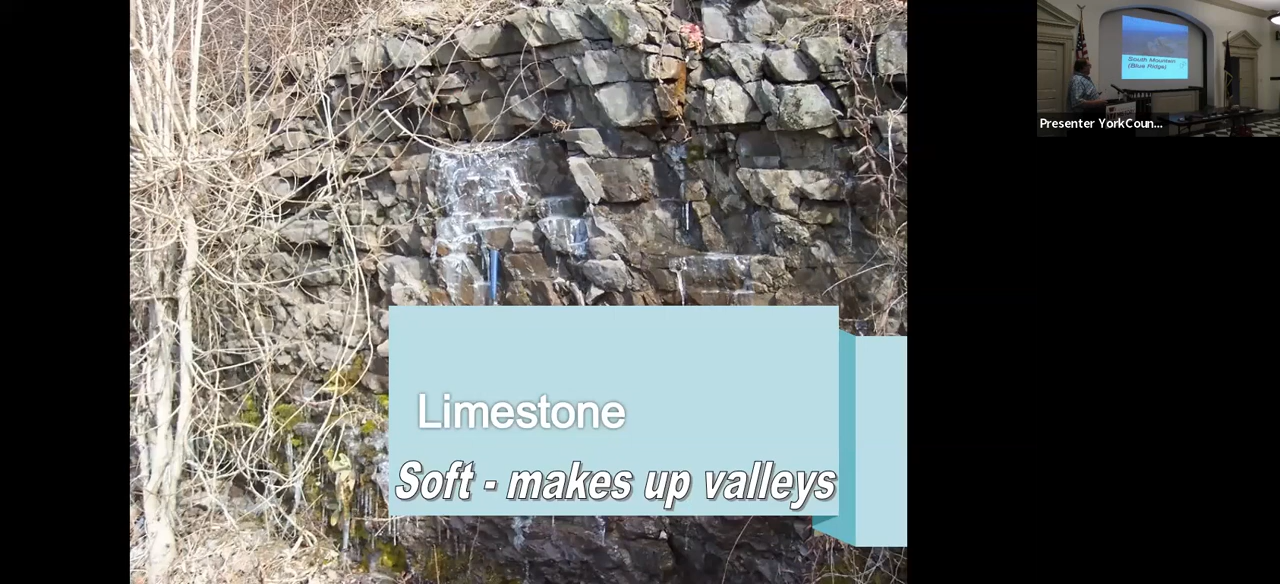 Limestone
Soft - makes up valleys
South Mountain
(Blue Ridge)
Presenter YorkCoun...